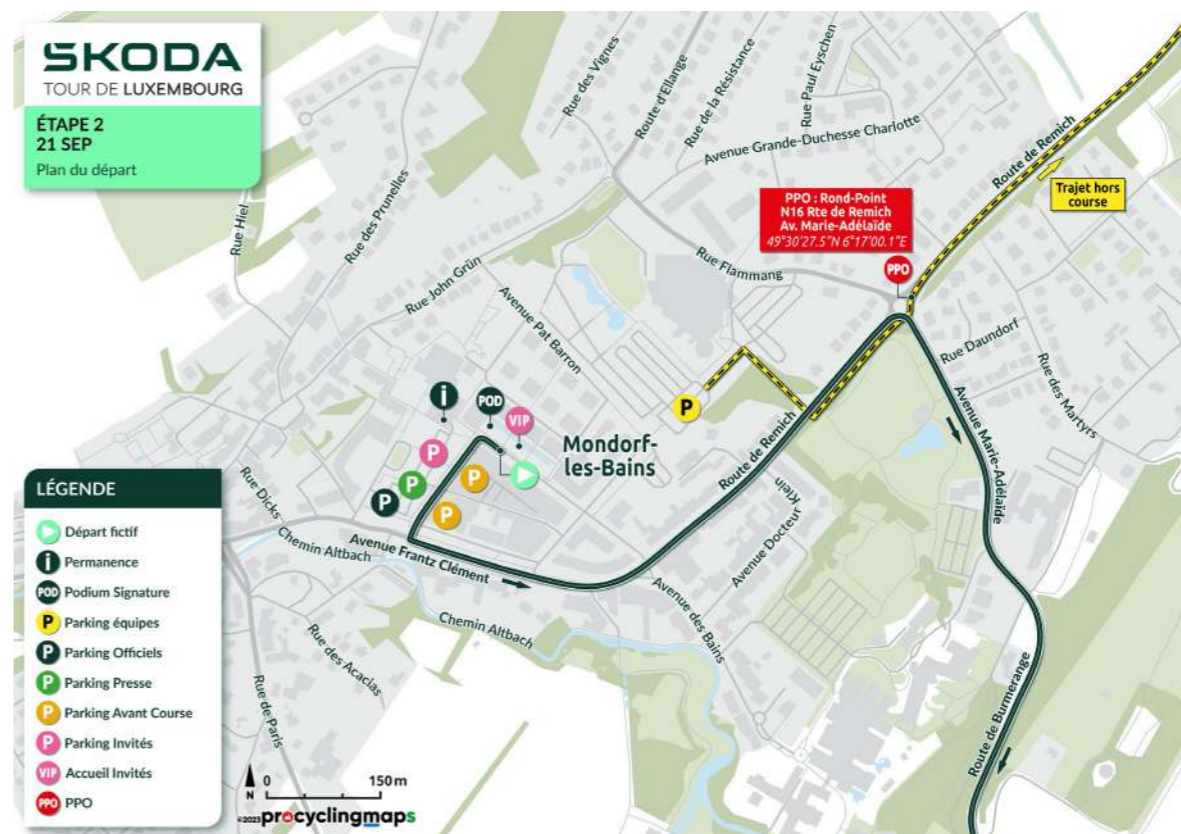 SKODA
TOUR DE LUXEMBOURG
ÉTAPE 2
21 SEP
Plan du départ
Rue des Vignes
Route d'Ellange
Rue de la Résistance
Rue Paul Eyschen
Avenue Grande-Duchesse Charlotte
Route de Remich
Trajet hors
course
PPO : Rond-Point
N16 Rte de Remich
Av. Marie-Adélaïde
49°30'27.5"N 6°17'00.1"E
PPO
Rue Hiel
Rue des Prunelles
Rue John Grün
Rue Flammang
Avenue Pat Barron
Rue Daundorf
Rue des Martyrs
Avenue Marie-Adélaïde
P
i
POD
VIP
Mondorf-
les-Bains
P
P
P
P
P
Route de Remich
Rue Dicks
Chemin Altbach
Avenue Frantz Clément
Avenue Docteur
Klein
Avenue des Bains
Chemin Altbach
Rue des Acacias
Rue de Paris
Route de Burmerange
LÉGENDE
Départ fictif
i Permanence
POD Podium Signature
P Parking équipes
P Parking Officiels
P Parking Presse
P Parking Avant Course
P Parking Invités
VIP Accueil Invités
PPO PPO
N
0 150 m
©2023 procyclingmaps